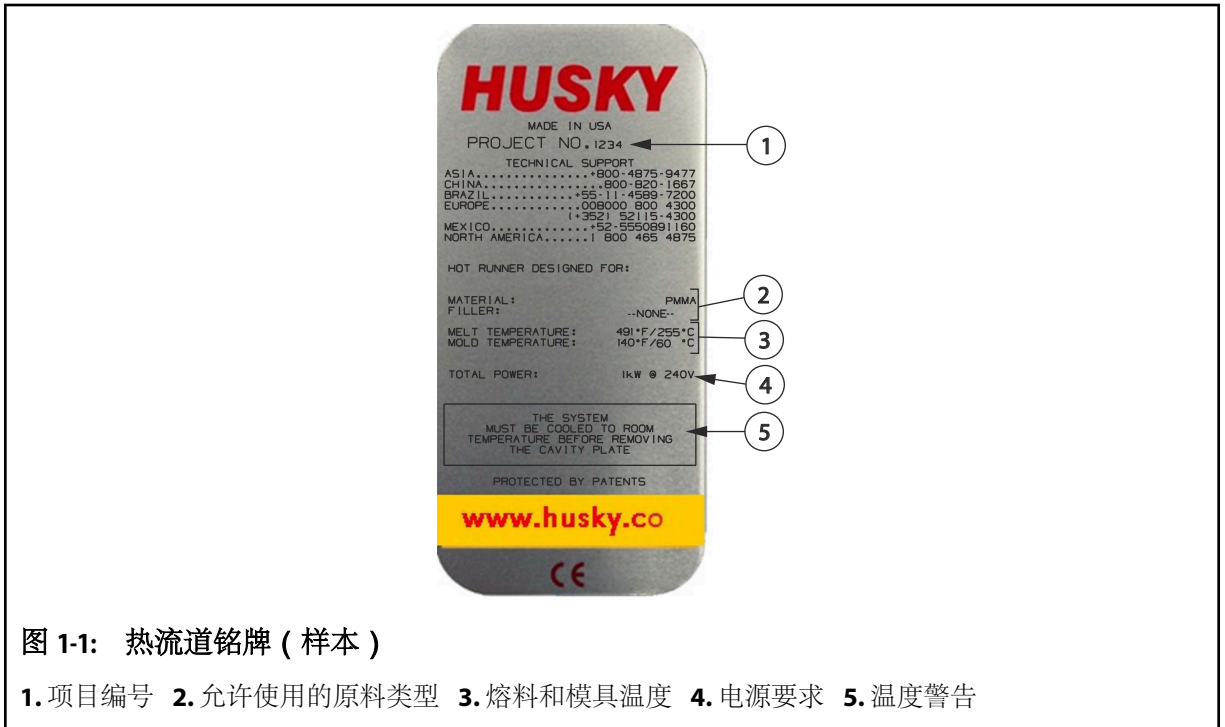 HUSKY
MADE IN USA
PROJECT NO.1234
1
TECHNICAL SUPPORT
ASIA................+800-4875-9477
CHINA................800-820-1667
BRAZIL...........+55-11-4589-7200
EUROPE...........008000 800 4300
(+352) 52115-4300
MEXICO.............+52-5550891160
NORTH AMERICA......1 800 465 4875
HOT RUNNER DESIGNED FOR:
MATERIAL: PMMA
FILLER: --NONE--
2
MELT TEMPERATURE: 491°F/255°C
MOLD TEMPERATURE: 140°F/60 °C
3
TOTAL POWER: 1kW @ 240V
4
THE SYSTEM
MUST BE COOLED TO ROOM
TEMPERATURE BEFORE REMOVING
THE CAVITY PLATE
5
PROTECTED BY PATENTS
www.husky.co
CE
图 1-1: 热流道铭牌（样本）
1. 项目编号 2. 允许使用的原料类型 3. 熔料和模具温度 4. 电源要求 5. 温度警告